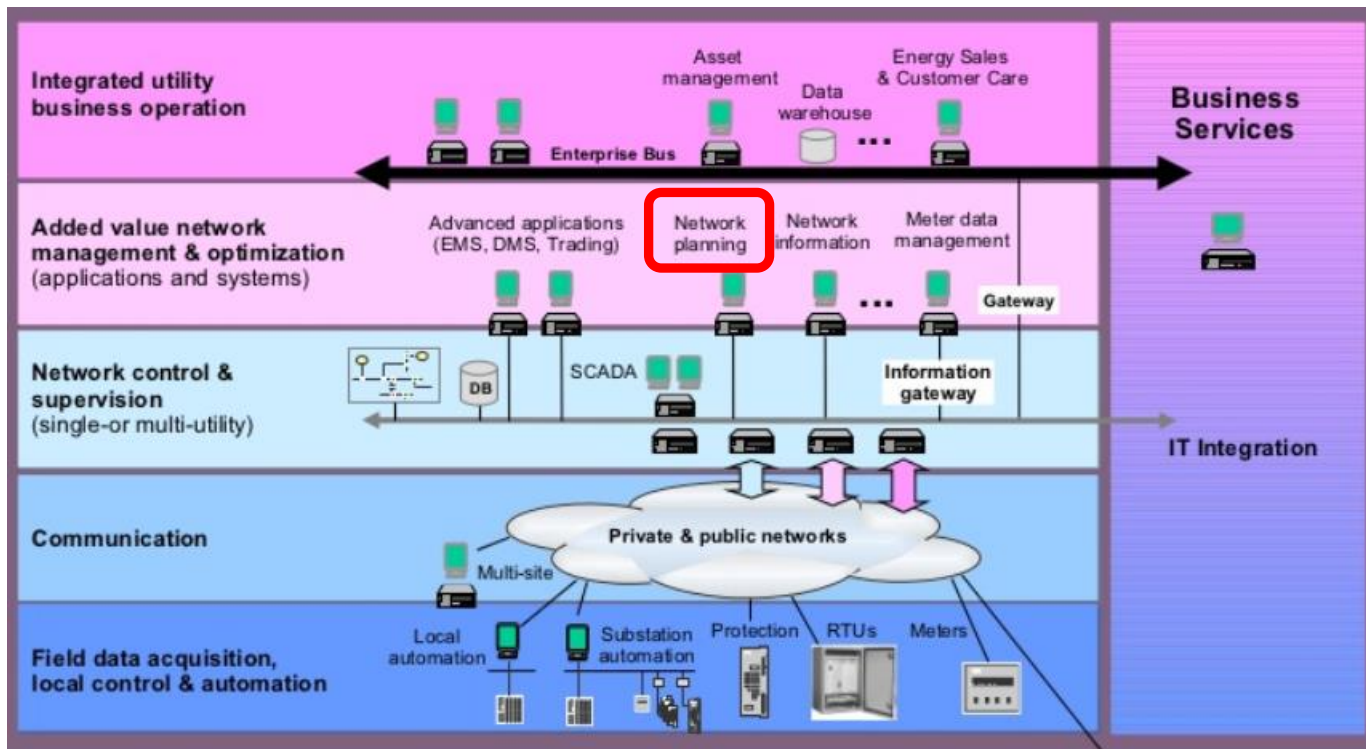 Integrated utility
business operation
Asset
management
Data
warehouse
Energy Sales
& Customer Care
Enterprise Bus
Business
Services
Added value network
management & optimization
(applications and systems)
Advanced applications
(EMS, DMS, Trading)
Network
planning
Network
information
Meter data
management
Gateway
Network control &
supervision
(single-or multi-utility)
DB
SCADA
Information
gateway
IT Integration
Communication
Private & public networks
Multi-site
Field data acquisition,
local control & automation
Local
automation
Substation
automation
Protection
RTUs
Meters